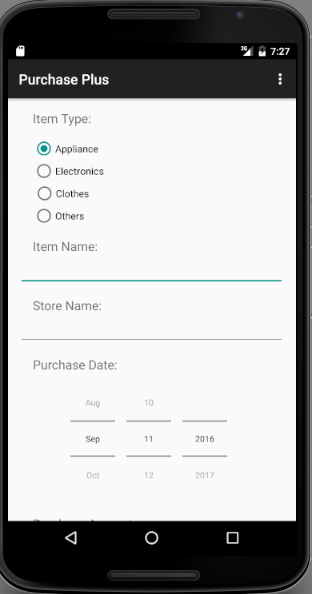 3G 7:27
Purchase Plus
Item Type:
Appliance
Electronics
Clothes
Others
Item Name:
Store Name:
Purchase Date:
Aug 10
Sep 11 2016
Oct 12 2017